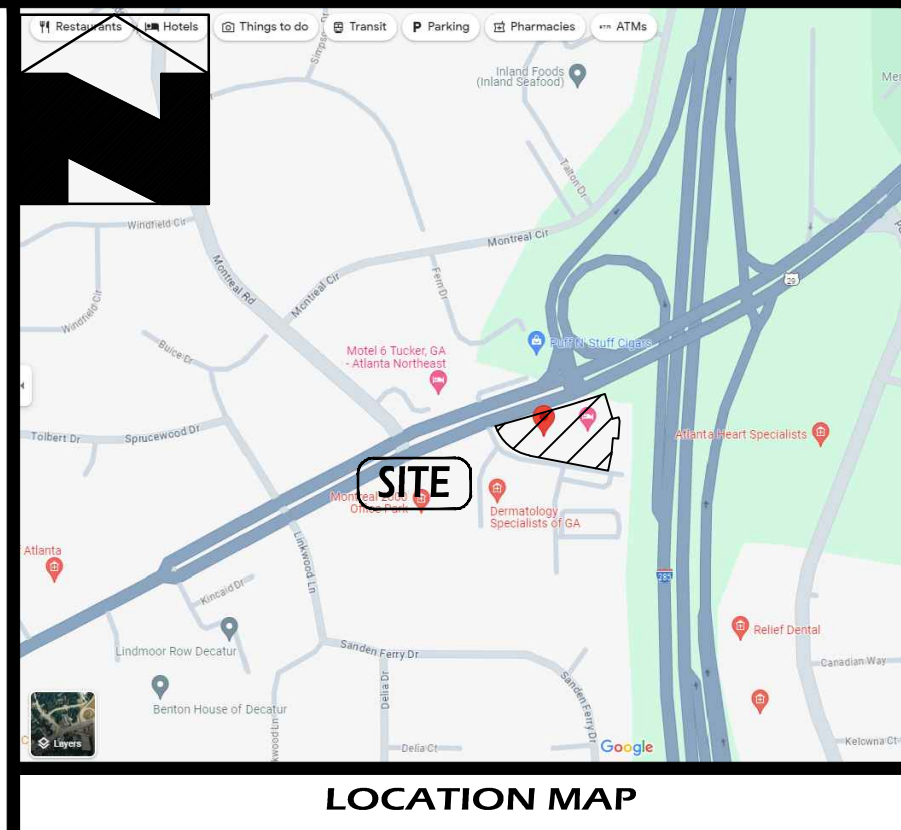 Restaurants
Hotels
Things to do
Transit
P Parking
Pharmacies
ATM ATMs
Inland Foods
(Inland Seafood)
Talton Dr
Windfield Cir
Montreal Cir
Montreal Rd
Montreal Cir
Fern Dr
29
Windfield Cir
Buice Dr
Motel 6 Tucker, GA
- Atlanta Northeast
Puff N Stuff Cigars
Tolbert Dr
Sprucewood Dr
Atlanta Heart Specialists
SITE
Montreal 2000
Office Park
Dermatology
Specialists of GA
Atlanta
Linkwood Ln
285
Kincaid Dr
Relief Dental
Lindmoor Row Decatur
Sanden Ferry Dr
Canadian Way
Delia Dr
Sanden Ferry Dr
Benton House of Decatur
kwood Ln
Layers
Delia Ct
Google
Kelowna Ct
LOCATION MAP